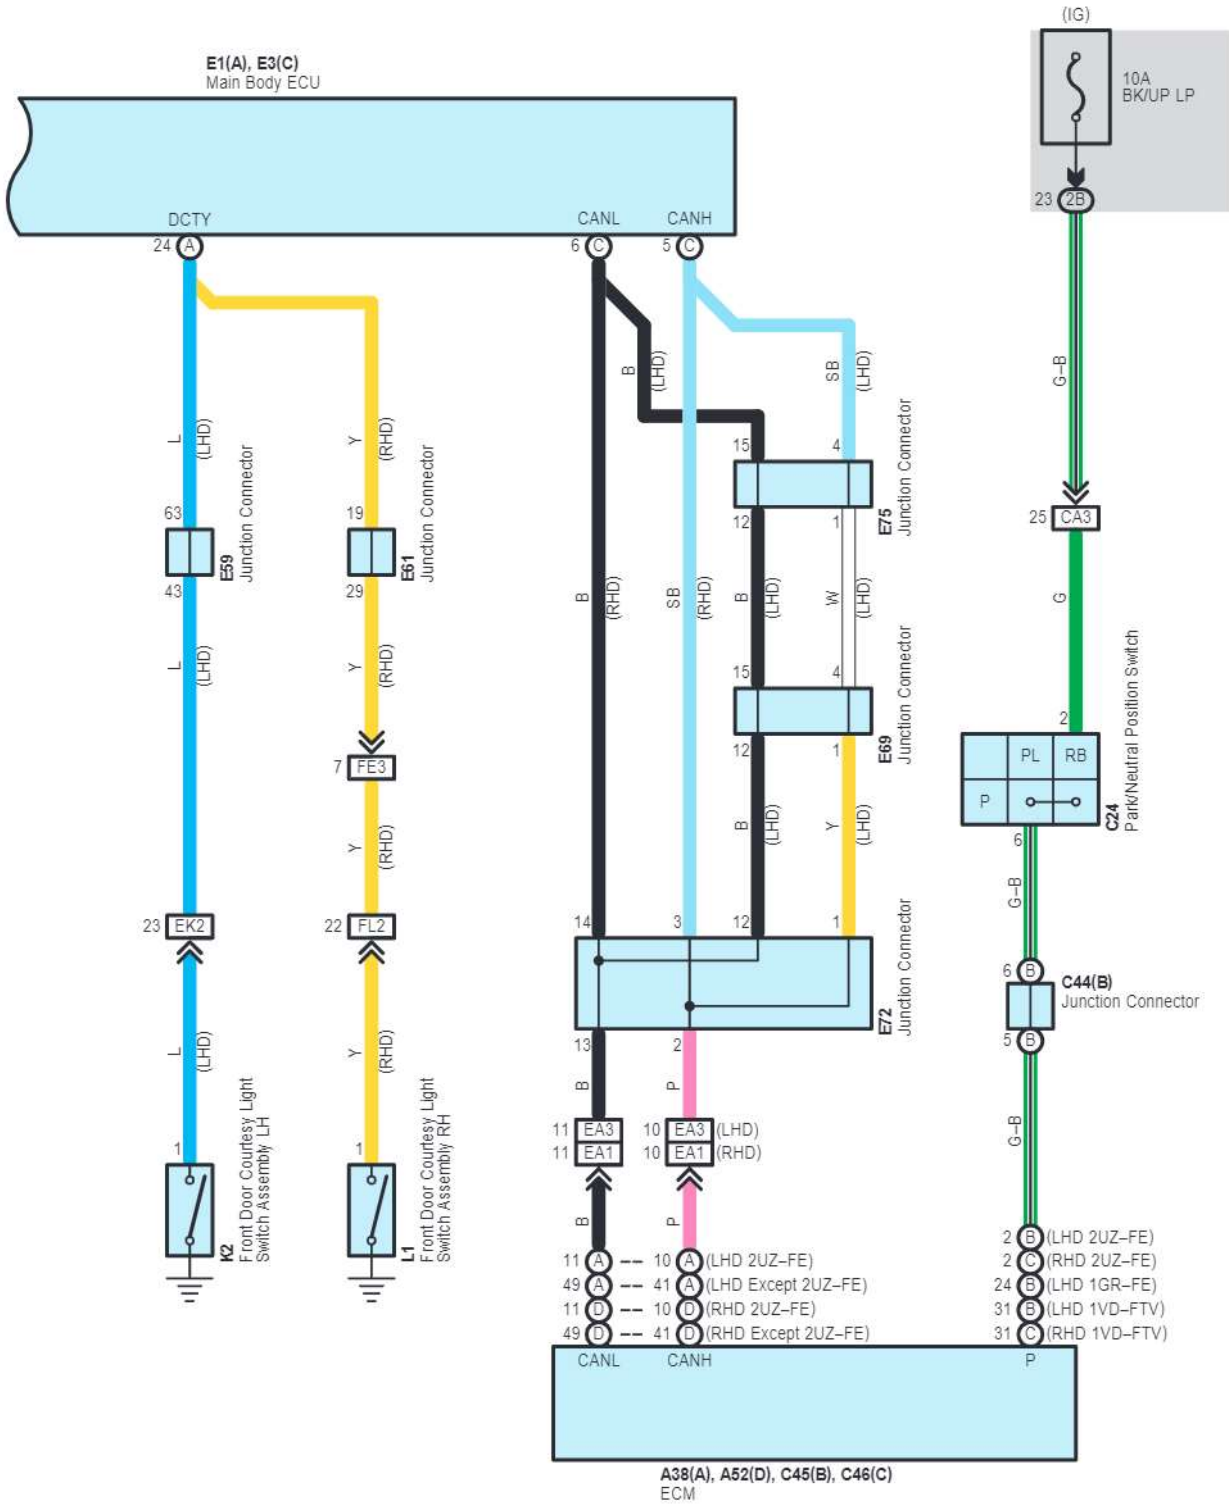 (IG)
10A
BK/UP LP
23 2B
E1(A), E3(C)
Main Body ECU
DCTY
CANL
CANH
24 A
6 C
5 C
B
(LHD)
SB
(LHD)
G–B
L
(LHD)
Y
(RHD)
15
4
12
1
E75
Junction Connector
63
43
E59
Junction Connector
19
29
E61
Junction Connector
25 CA3
B
(RHD)
SB
(RHD)
B
(LHD)
W
(LHD)
G
L
(LHD)
Y
(RHD)
15
4
12
1
E69
Junction Connector
7 FE3
2
PL RB
P
6
C24
Park/Neutral Position Switch
Y
(RHD)
B
(LHD)
Y
(LHD)
G–B
23 EK2
22 FL2
14
3
12
1
13
2
E72
Junction Connector
6 B
C44(B)
Junction Connector
5 B
L
(LHD)
Y
(RHD)
B
P
G–B
11 EA3
10 EA3 (LHD)
11 EA1
10 EA1 (RHD)
1
K2
Front Door Courtesy Light
Switch Assembly LH
1
L1
Front Door Courtesy Light
Switch Assembly RH
B
P
11 A -- 10 A (LHD 2UZ–FE)
49 A -- 41 A (LHD Except 2UZ–FE)
11 D -- 10 D (RHD 2UZ–FE)
49 D -- 41 D (RHD Except 2UZ–FE)
2 B (LHD 2UZ–FE)
2 C (RHD 2UZ–FE)
24 B (LHD 1GR–FE)
31 B (LHD 1VD–FTV)
31 C (RHD 1VD–FTV)
CANL
CANH
P
A38(A), A52(D), C45(B), C46(C)
ECM